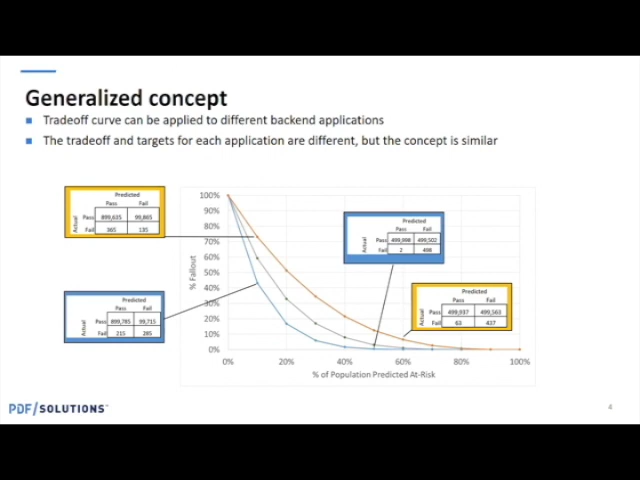 Generalized concept
Tradeoff curve can be applied to different backend applications
The tradeoff and targets for each application are different, but the concept is similar
Predicted
Pass Fail
Actual
Pass 899,635 99,865
Fail 365 135
Predicted
Pass Fail
Actual
Pass 899,785 99,715
Fail 215 285
% Fallout
100%
90%
80%
70%
60%
50%
40%
30%
20%
10%
0%
0% 20% 40% 60% 80% 100%
% of Population Predicted At-Risk
Predicted
Pass Fail
Actual
Pass 499,998 499,502
Fail 2 498
Predicted
Pass Fail
Actual
Pass 499,937 499,563
Fail 63 437
PDF/SOLUTIONS™
4